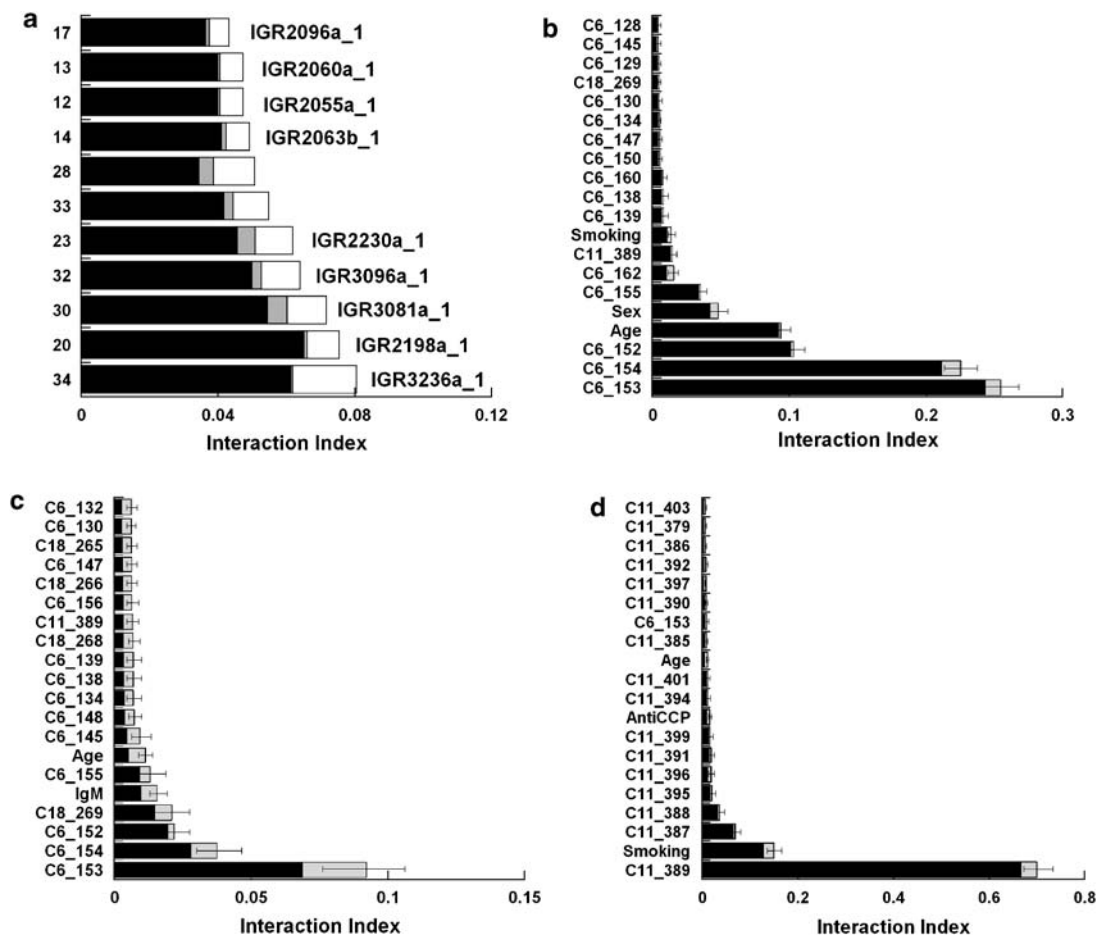 a
17 IGR2096a_1
13 IGR2060a_1
12 IGR2055a_1
14 IGR2063b_1
28
33
23 IGR2230a_1
32 IGR3096a_1
30 IGR3081a_1
20 IGR2198a_1
34 IGR3236a_1
0 0.04 0.08 0.12
Interaction Index
b
C6_128
C6_145
C6_129
C18_269
C6_130
C6_134
C6_147
C6_150
C6_160
C6_138
C6_139
Smoking
C11_389
C6_162
C6_155
Sex
Age
C6_152
C6_154
C6_153
0 0.1 0.2 0.3
Interaction Index
c
C6_132
C6_130
C18_265
C6_147
C18_266
C6_156
C11_389
C18_268
C6_139
C6_138
C6_134
C6_148
C6_145
Age
C6_155
IgM
C18_269
C6_152
C6_154
C6_153
0 0.05 0.1 0.15
Interaction Index
d
C11_403
C11_379
C11_386
C11_392
C11_397
C11_390
C6_153
C11_385
Age
C11_401
C11_394
AntiCCP
C11_399
C11_391
C11_396
C11_395
C11_388
C11_387
Smoking
C11_389
0 0.2 0.4 0.6 0.8
Interaction Index